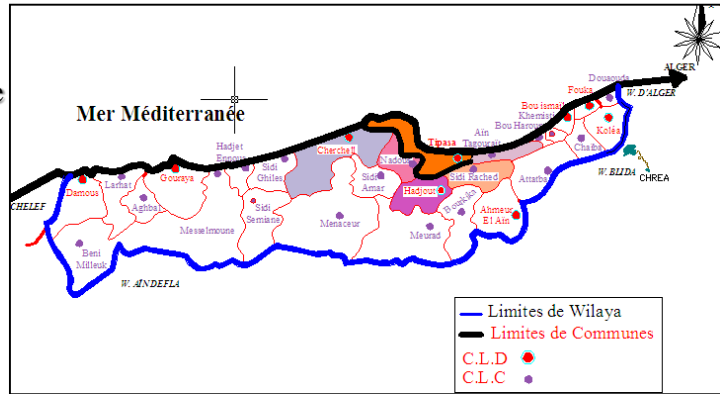 ALGER
Douaouda
W. D'ALGER
Fouka
Bou ismail
Khemisti
Bou Haroun
Koléa
Mer Méditerranée
Aïn
Tagourait
Chaiba
Tipasa
Cherchell
Hadjet
Ennous
Nador
W. BLIDA
CHREA
Sidi
Ghiles
Sidi Rached
Attatba
Gouraya
Damous
Larhat
Sidi
Amar
Hadjout
CHELEF
Aghbal
Sidi
Semiane
Bourkika
Ahmeur
El Ain
Messelmoune
Menaceur
Meurad
Beni
Milleuk
W. AÏNDEFLA
Limites de Wilaya
Limites de Communes
C.L.D
C.L.C